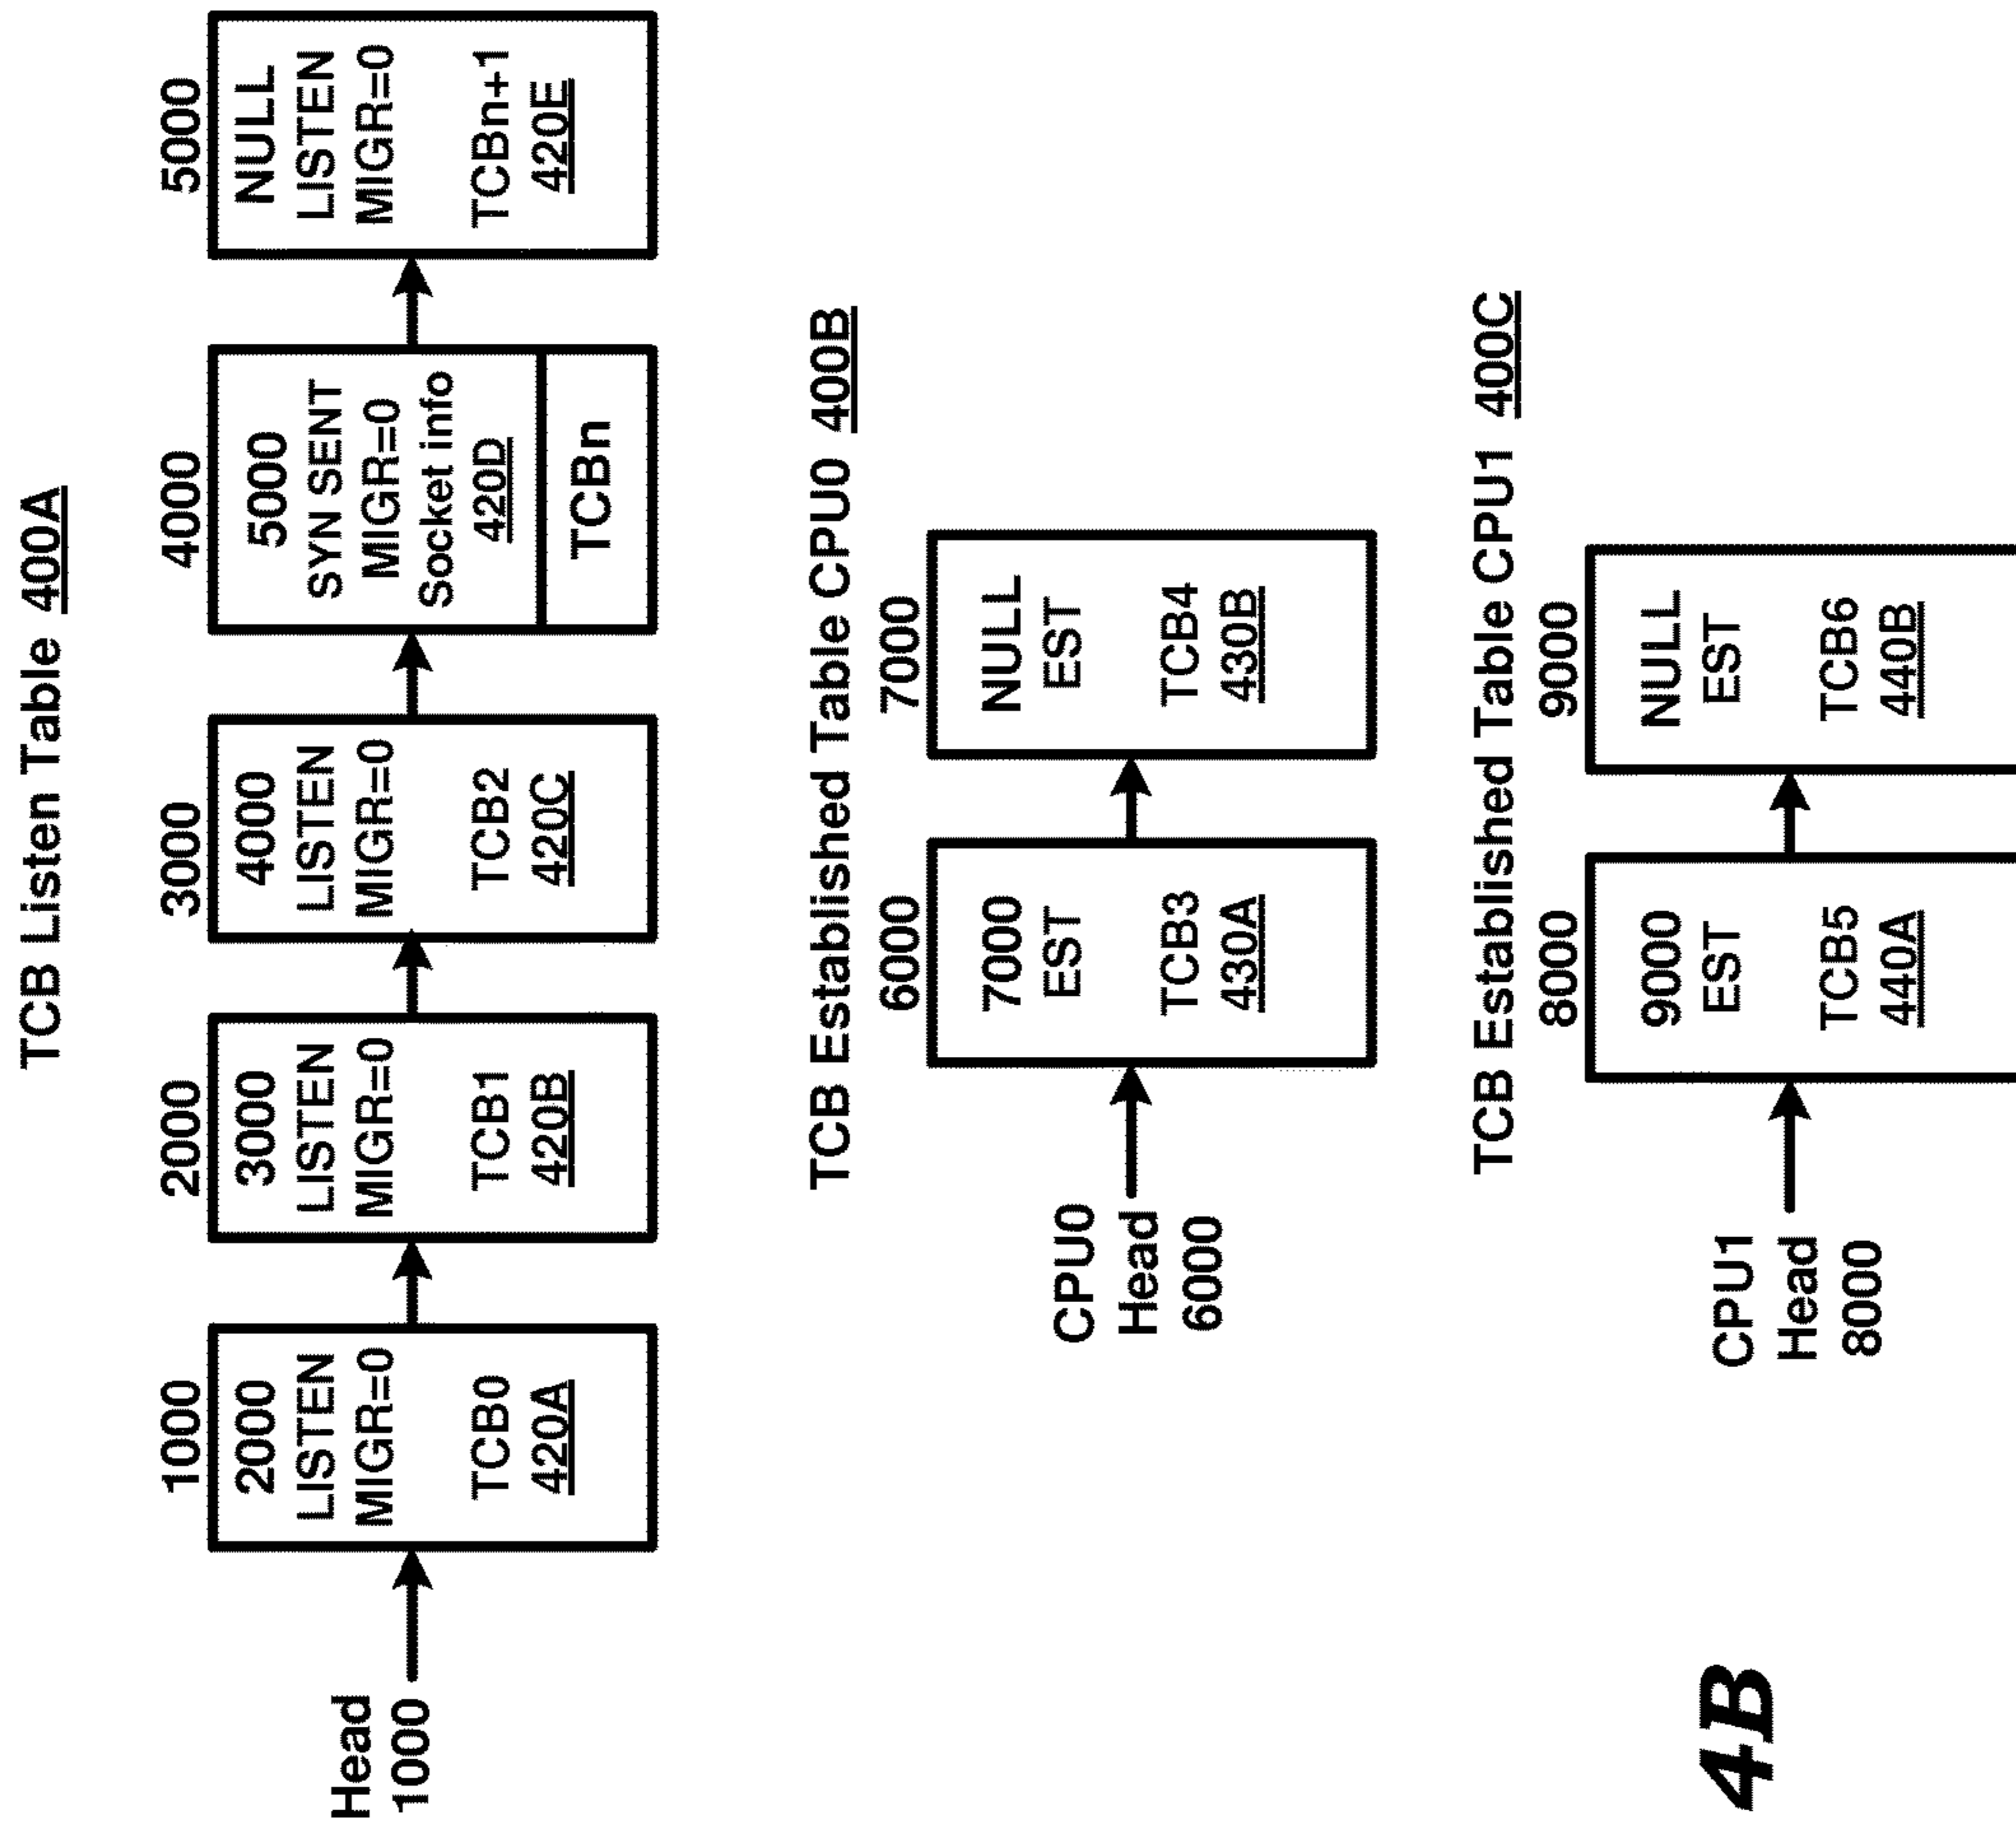 TCB Listen Table 400A
Head
1000
1000
2000
LISTEN
MIGR=0
TCB0
420A
2000
3000
LISTEN
MIGR=0
TCB1
420B
3000
4000
LISTEN
MIGR=0
TCB2
420C
4000
5000
SYN SENT
MIGR=0
Socket info
420D
TCBn
5000
NULL
LISTEN
MIGR=0
TCBn+1
420E
TCB Established Table CPU0 400B
CPU0
Head
6000
6000
7000
EST
TCB3
430A
7000
NULL
EST
TCB4
430B
TCB Established Table CPU1 400C
CPU1
Head
8000
8000
9000
EST
TCB5
440A
9000
NULL
EST
TCB6
440B
4B